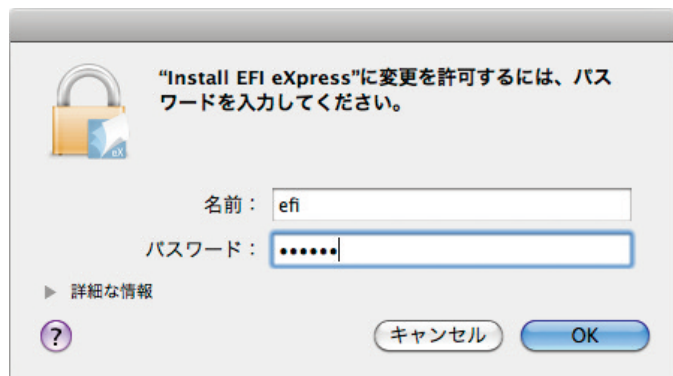 “Install EFI eXpress”に変更を許可するには、パス
ワードを入力してください。
eX
名前：efi
パスワード：••••••
詳細な情報
?
キャンセル OK